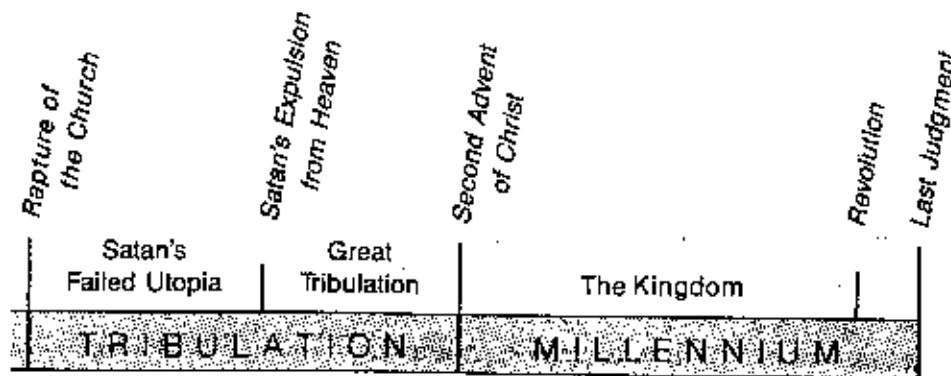 Rapture of
the Church
Satan's Expulsion
from Heaven
Second Advent
of Christ
Revolution
Last Judgment
Satan's
Failed Utopia
Great
Tribulation
The Kingdom
TRIBULATION
MILLENNIUM